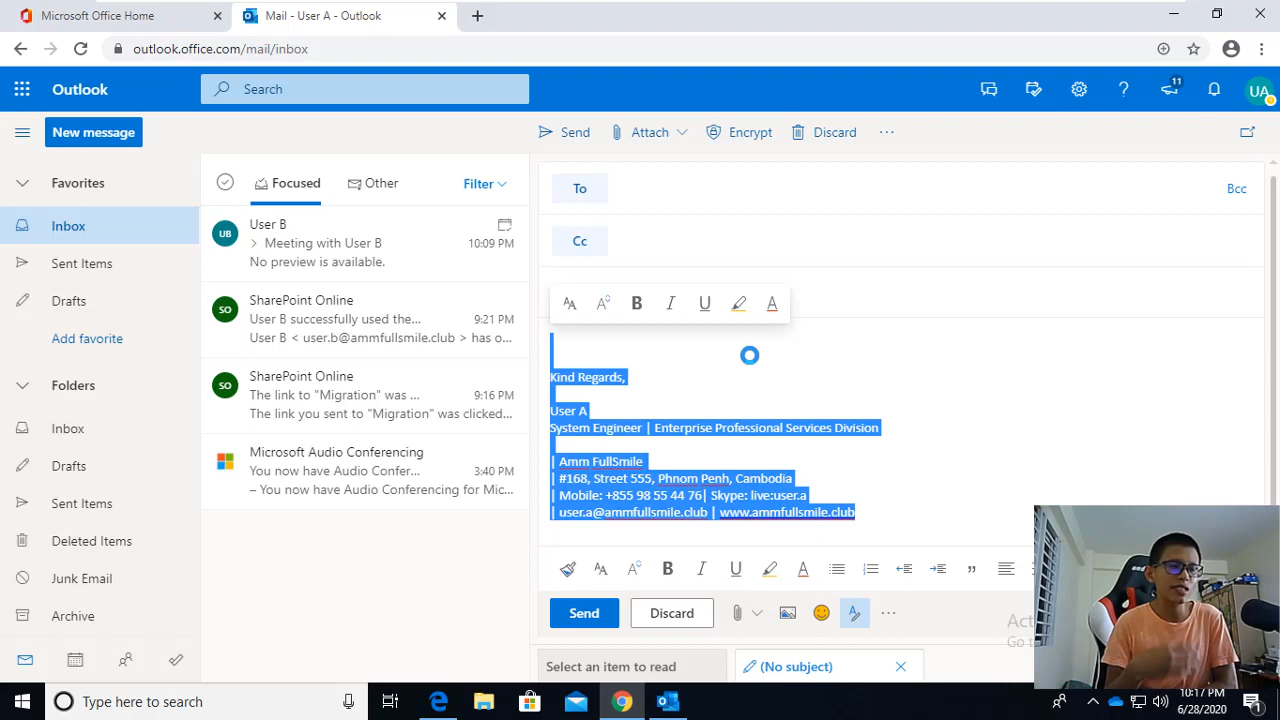 Microsoft Office Home
Mail - User A - Outlook
outlook.office.com/mail/inbox
Outlook
Search
11
UA
New message
Send
Attach
Encrypt
Discard
Favorites
Inbox
Sent Items
Drafts
Add favorite
Folders
Inbox
Drafts
Sent Items
Deleted Items
Junk Email
Archive
Focused
Other
Filter
UB
User B
Meeting with User B
10:09 PM
No preview is available.
SO
SharePoint Online
User B successfully used the...
9:21 PM
User B < user.b@ammfullsmile.club > has o...
SO
SharePoint Online
The link to "Migration" was ...
9:16 PM
The link you sent to "Migration" was clicked...
Microsoft Audio Conferencing
You now have Audio Confer...
3:40 PM
– You now have Audio Conferencing for Mic...
To
Bcc
Cc
Kind Regards,
User A
System Engineer | Enterprise Professional Services Division
| Amm FullSmile
| #168, Street 555, Phnom Penh, Cambodia
| Mobile: +855 98 55 44 76| Skype: live:user.a
| user.a@ammfullsmile.club | www.ammfullsmile.club
Send
Discard
Select an item to read
(No subject)
Type here to search
10:17 PM
6/28/2020
1